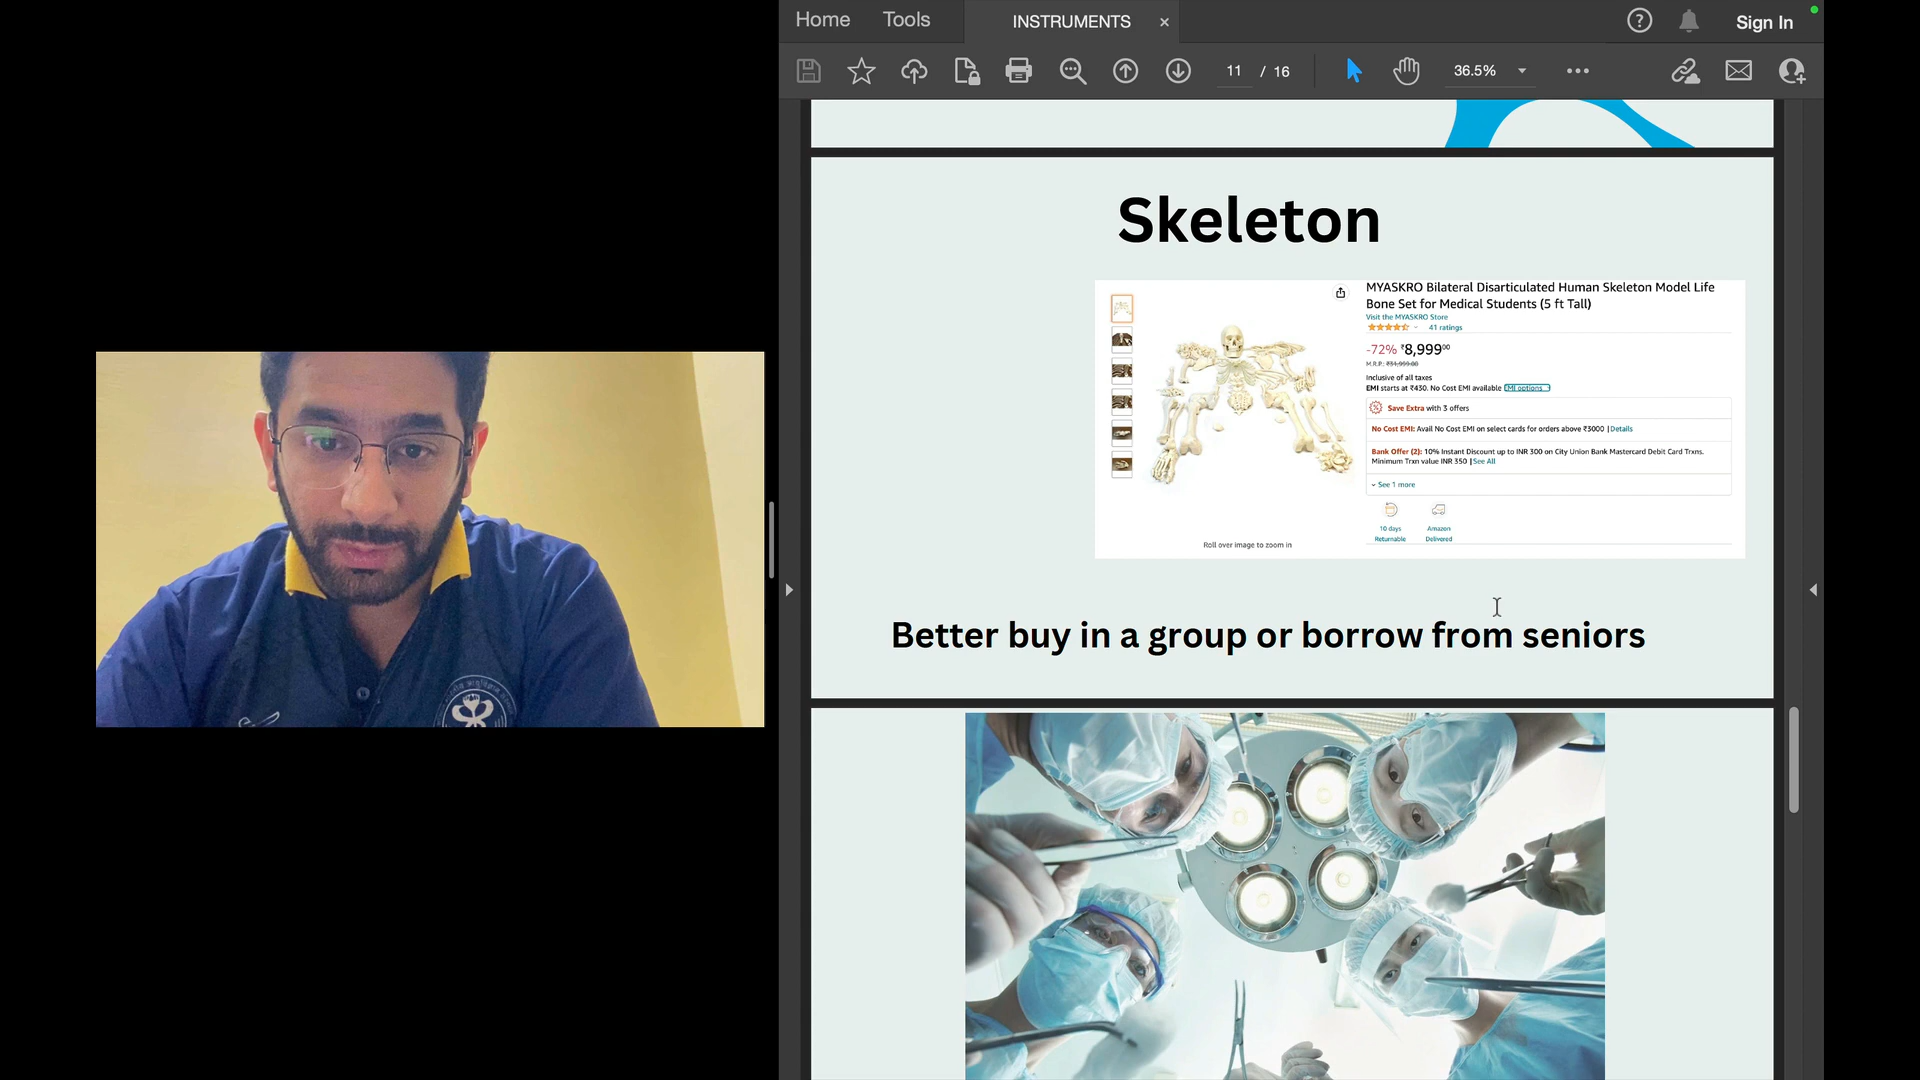 Home Tools INSTRUMENTS × Sign In
11 / 16 36.5%
Skeleton
MYASKRO Bilateral Disarticulated Human Skeleton Model Life
Bone Set for Medical Students (5 ft Tall)
Visit the MYASKRO Store
41 ratings
-72% ₹8,999⁰⁰
M.R.P.: ₹31,999.00
Inclusive of all taxes
EMI starts at ₹430. No Cost EMI available EMI options
Save Extra with 3 offers
No Cost EMI: Avail No Cost EMI on select cards for orders above ₹3000 | Details
Bank Offer (2): 10% Instant Discount up to INR 300 on City Union Bank Mastercard Debit Card Trxns.
Minimum Trxn value INR 350 | See All
See 1 more
10 days Amazon
Returnable Delivered
Roll over image to zoom in
Better buy in a group or borrow from seniors